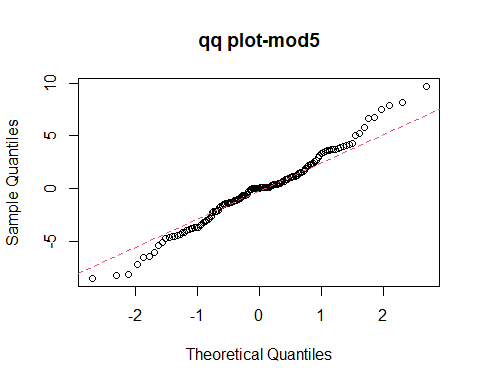 qq plot-mod5
10
5
0
-5
Sample Quantiles
-2 -1 0 1 2
Theoretical Quantiles